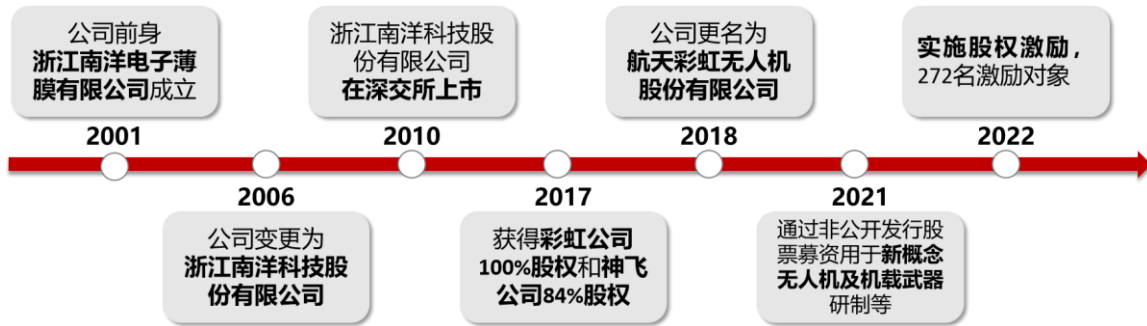 公司前身
浙江南洋电子薄
膜有限公司成立
2001
公司变更为
浙江南洋科技股
份有限公司
2006
浙江南洋科技股
份有限公司
在深交所上市
2010
获得彩虹公司
100%股权和神飞
公司84%股权
2017
公司更名为
航天彩虹无人机
股份有限公司
2018
通过非公开发行股
票募资用于新概念
无人机及机载武器
研制等
2021
实施股权激励，
272名激励对象
2022